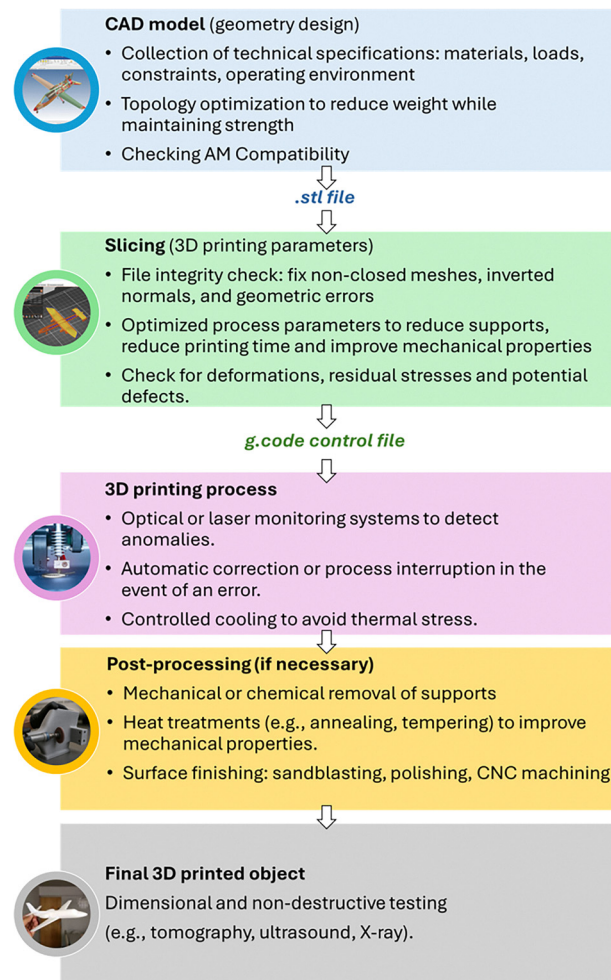 CAD model (geometry design)
• Collection of technical specifications: materials, loads,
constraints, operating environment
• Topology optimization to reduce weight while
maintaining strength
• Checking AM Compatibility
.stl file
Slicing (3D printing parameters)
• File integrity check: fix non-closed meshes, inverted
normals, and geometric errors
• Optimized process parameters to reduce supports,
reduce printing time and improve mechanical properties
• Check for deformations, residual stresses and potential
defects.
g.code control file
3D printing process
• Optical or laser monitoring systems to detect
anomalies.
• Automatic correction or process interruption in the
event of an error.
• Controlled cooling to avoid thermal stress.
Post-processing (if necessary)
• Mechanical or chemical removal of supports
• Heat treatments (e.g., annealing, tempering) to improve
mechanical properties.
• Surface finishing: sandblasting, polishing, CNC machining
Final 3D printed object
Dimensional and non-destructive testing
(e.g., tomography, ultrasound, X-ray).